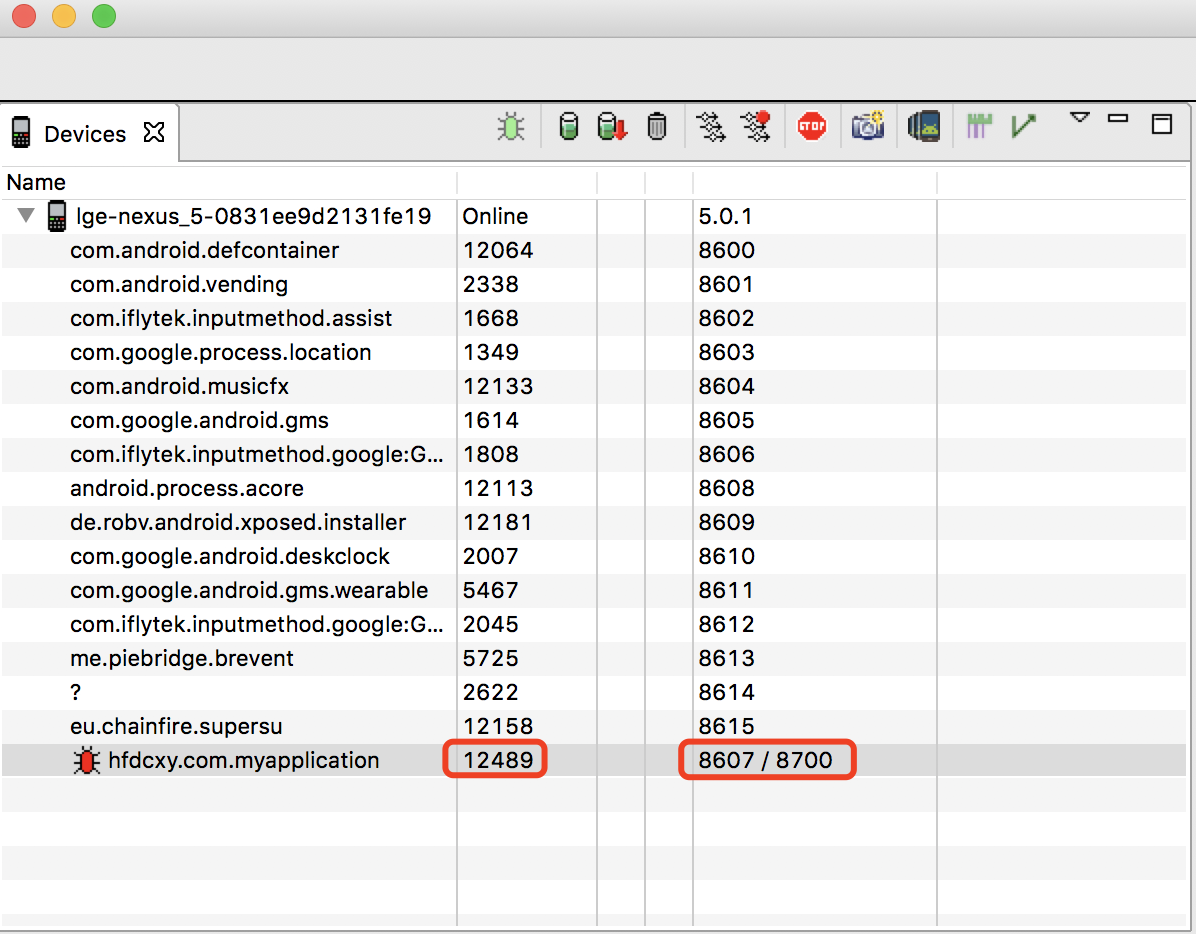 Devices
STOP
Name
lge-nexus_5-0831ee9d2131fe19 Online 5.0.1
com.android.defcontainer 12064 8600
com.android.vending 2338 8601
com.iflytek.inputmethod.assist 1668 8602
com.google.process.location 1349 8603
com.android.musicfx 12133 8604
com.google.android.gms 1614 8605
com.iflytek.inputmethod.google:G... 1808 8606
android.process.acore 12113 8608
de.robv.android.xposed.installer 12181 8609
com.google.android.deskclock 2007 8610
com.google.android.gms.wearable 5467 8611
com.iflytek.inputmethod.google:G... 2045 8612
me.piebridge.brevent 5725 8613
? 2622 8614
eu.chainfire.supersu 12158 8615
hfdcxy.com.myapplication 12489 8607 / 8700